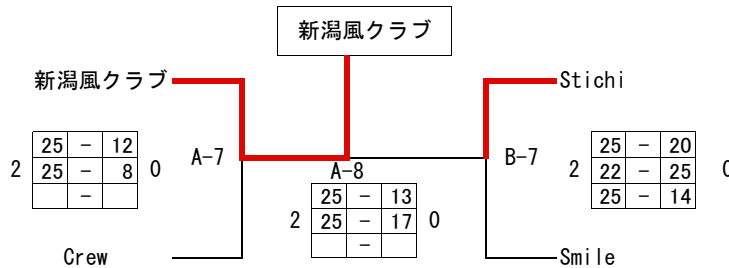 新潟風クラブ
新潟風クラブ
Stichi
2 25 - 12 0
25 - 8
-
A-7
A-8
2 25 - 13 0
25 - 17
-
B-7
2 25 - 20 0
22 - 25
25 - 14
Crew
Smile